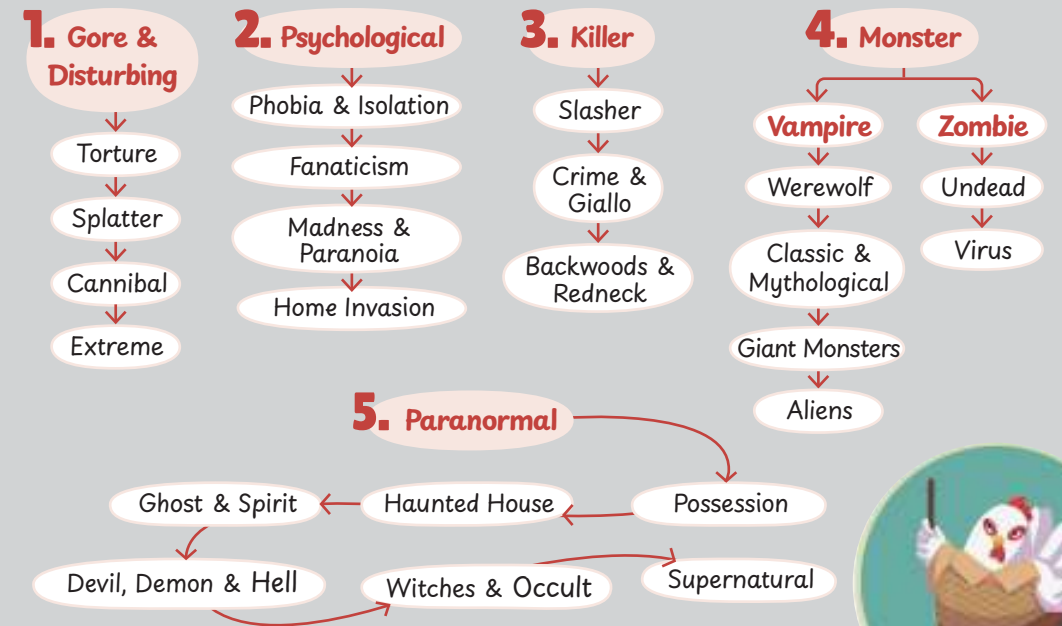 1. Gore &
Disturbing
Torture
Splatter
Cannibal
Extreme
2. Psychological
Phobia & Isolation
Fanaticism
Madness &
Paranoia
Home Invasion
3. Killer
Slasher
Crime &
Giallo
Backwoods &
Redneck
4. Monster
Vampire
Werewolf
Classic &
Mythological
Giant Monsters
Aliens
Zombie
Undead
Virus
5. Paranormal
Possession
Haunted House
Ghost & Spirit
Devil, Demon & Hell
Witches & Occult
Supernatural